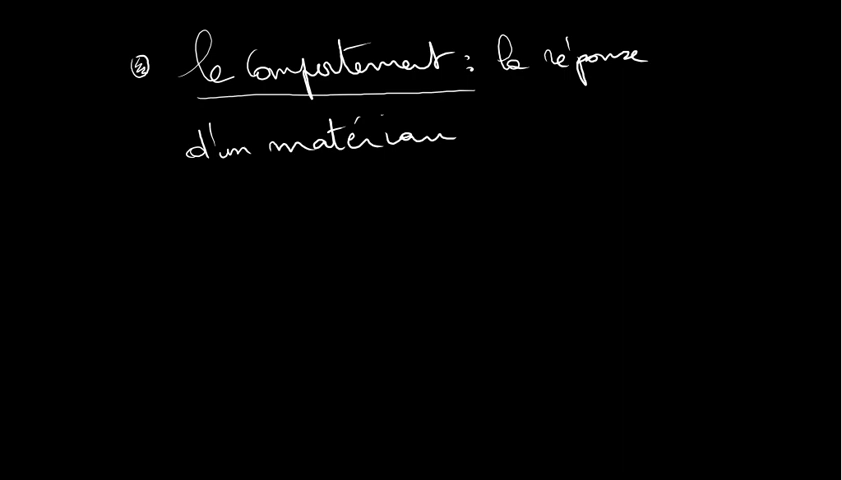 le comportement : la réponse
d'un matériau